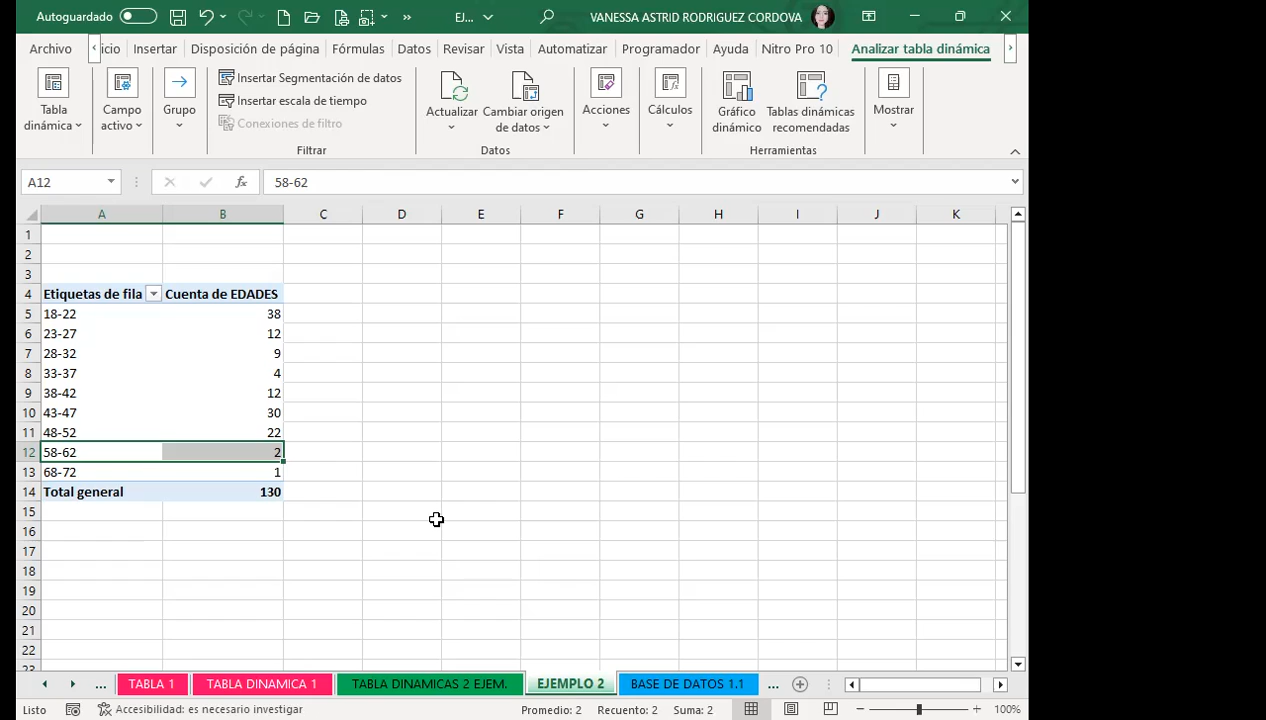 Autoguardado
EJ...
VANESSA ASTRID RODRIGUEZ CORDOVA
Archivo icio Insertar Disposición de página Fórmulas Datos Revisar Vista Automatizar Programador Ayuda Nitro Pro 10 Analizar tabla dinámica
Tabla dinámica
Campo activo
Grupo
Insertar Segmentación de datos
Insertar escala de tiempo
Conexiones de filtro
Filtrar
Actualizar
Cambiar origen de datos
Datos
Acciones
Cálculos
Gráfico dinámico
Tablas dinámicas recomendadas
Herramientas
Mostrar
A12 fx 58-62
A B C D E F G H I J K
1
2
3
4 Etiquetas de fila Cuenta de EDADES
5 18-22 38
6 23-27 12
7 28-32 9
8 33-37 4
9 38-42 12
10 43-47 30
11 48-52 22
12 58-62 2
13 68-72 1
14 Total general 130
15
16
17
18
19
20
21
22
23
... TABLA 1 TABLA DINAMICA 1 TABLA DINAMICAS 2 EJEM. EJEMPLO 2 BASE DE DATOS 1.1 ...
Listo Accesibilidad: es necesario investigar Promedio: 2 Recuento: 2 Suma: 2 100%